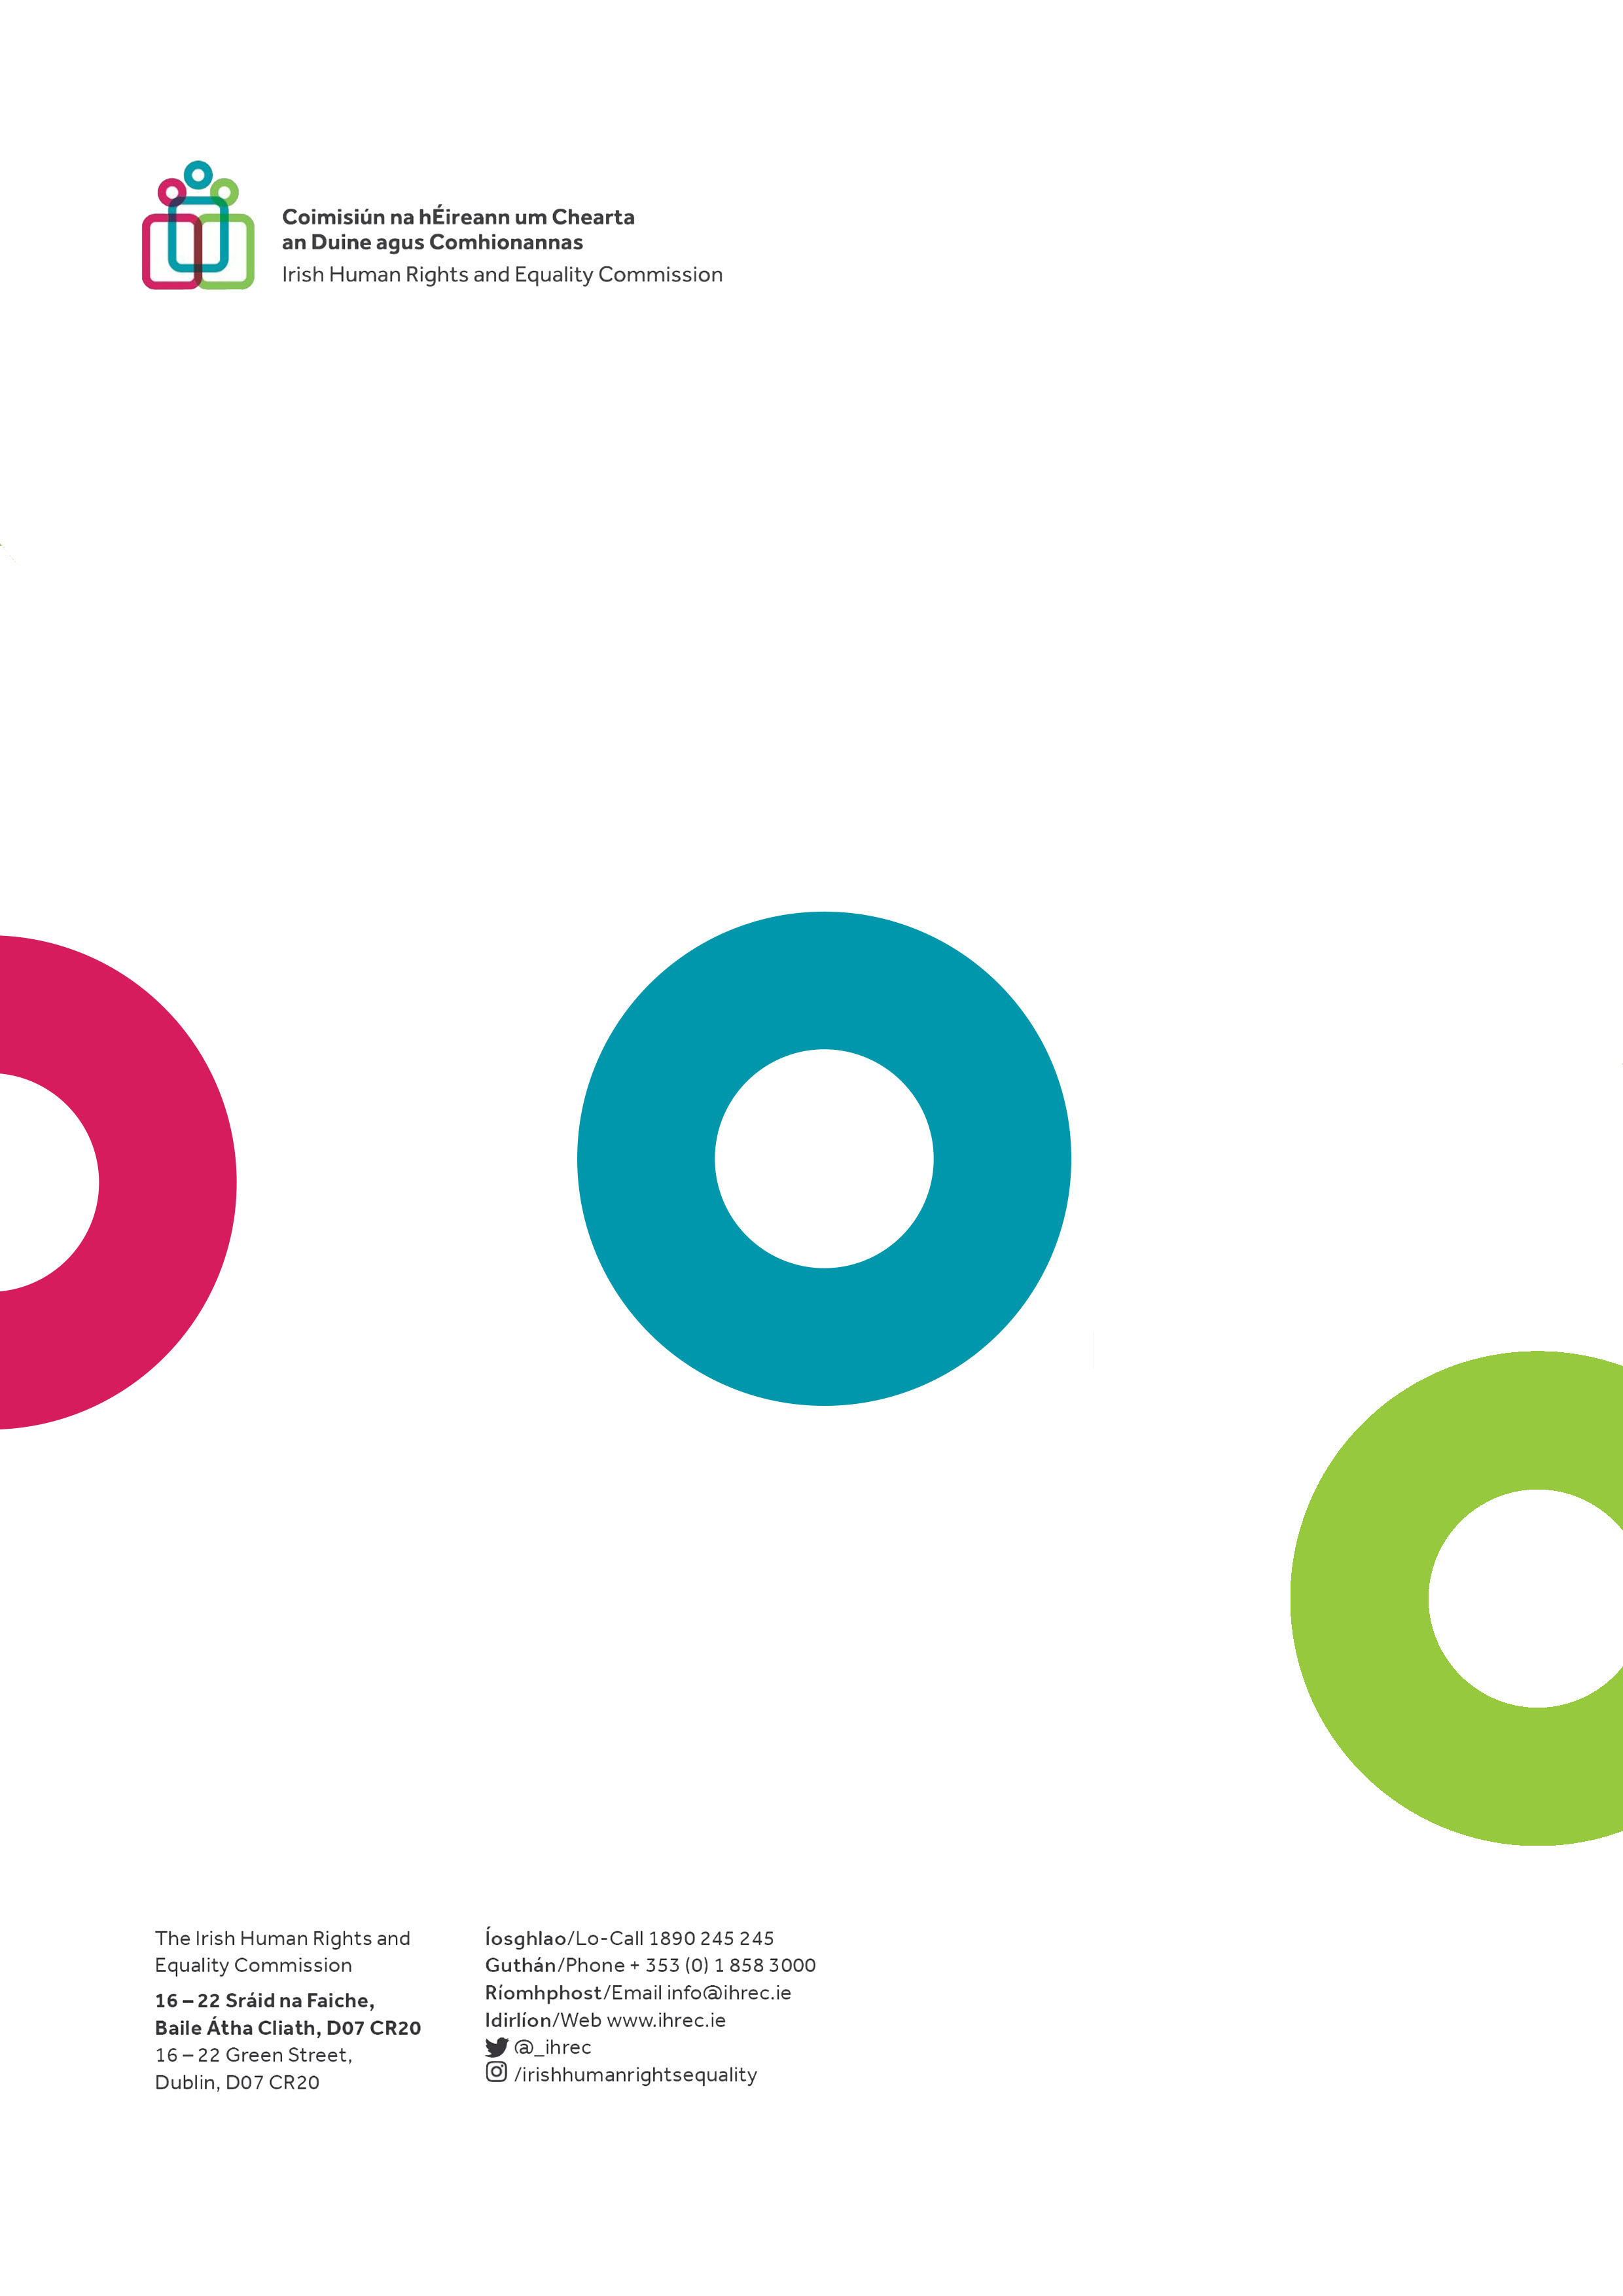 Coimisiún na hÉireann um Chearta
an Duine agus Comhionannas
Irish Human Rights and Equality Commission
The Irish Human Rights and
Equality Commission
16 – 22 Sráid na Faiche,
Baile Átha Cliath, D07 CR20
16 – 22 Green Street,
Dublin, D07 CR20
Íosghlao/Lo-Call 1890 245 245
Guthán/Phone + 353 (0) 1 858 3000
Ríomhphost/Email info@ihrec.ie
Idirlíon/Web www.ihrec.ie
@_ihrec
/irishhumanrightsequality